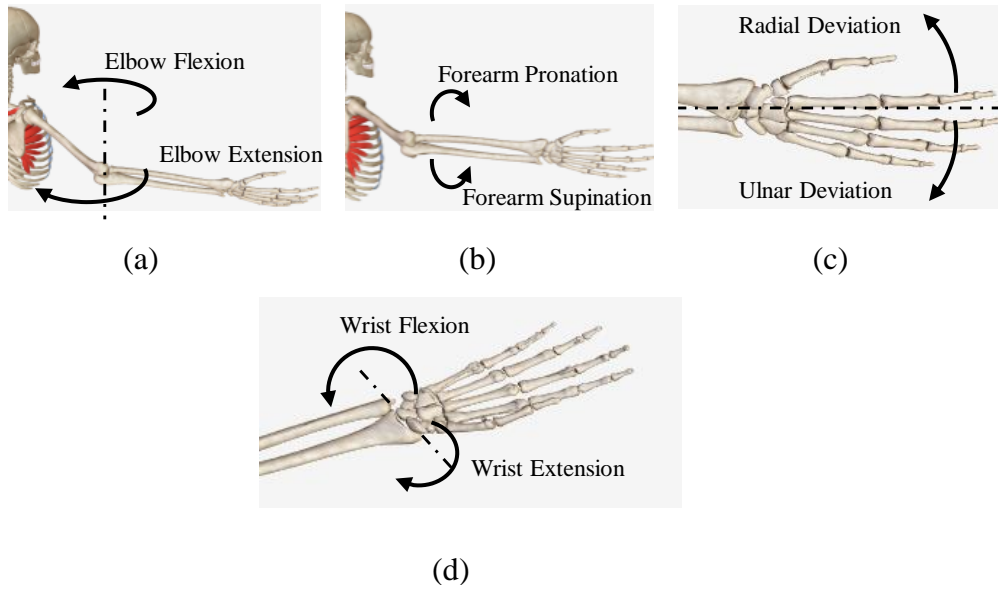 Elbow Flexion
Elbow Extension
(a)
Forearm Pronation
Forearm Supination
(b)
Radial Deviation
Ulnar Deviation
(c)
Wrist Flexion
Wrist Extension
(d)